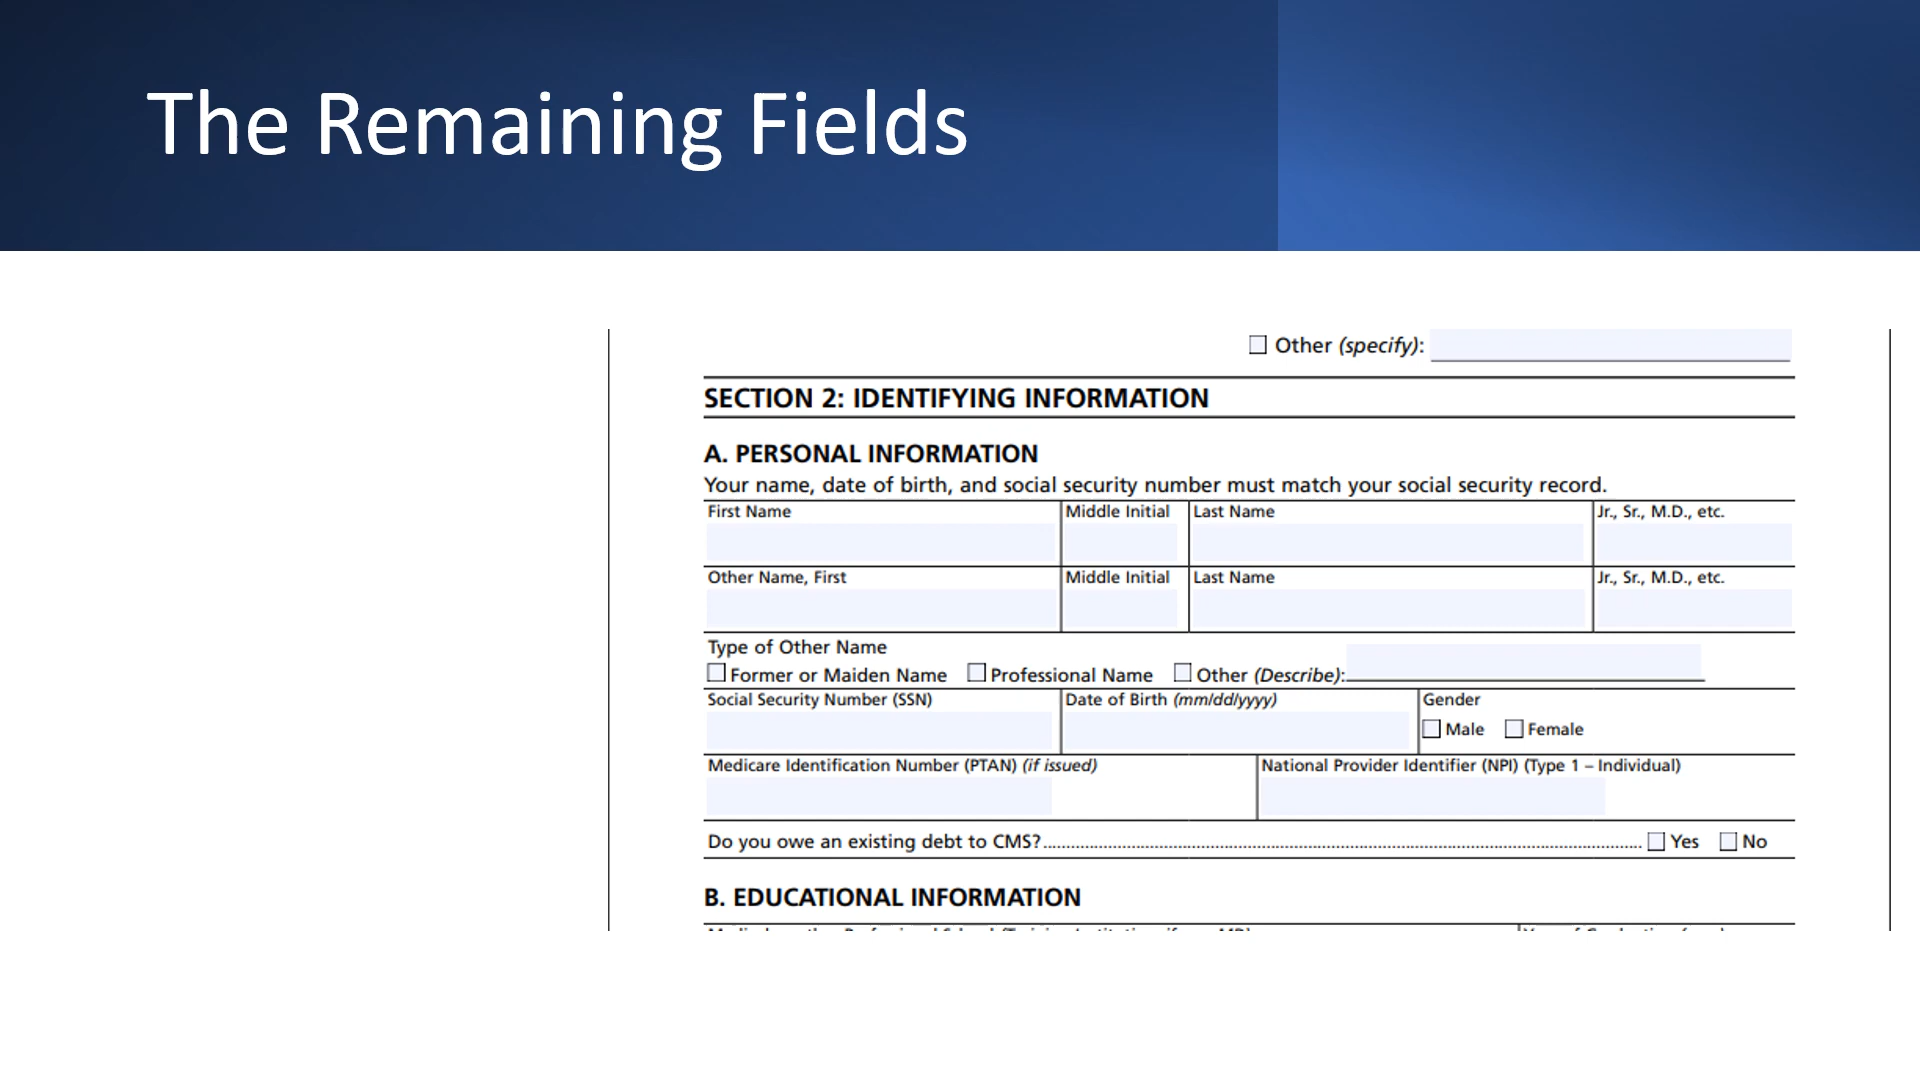 The Remaining Fields
Other (specify):
SECTION 2: IDENTIFYING INFORMATION
A. PERSONAL INFORMATION
Your name, date of birth, and social security number must match your social security record.
First Name Middle Initial Last Name Jr., Sr., M.D., etc.
Other Name, First Middle Initial Last Name Jr., Sr., M.D., etc.
Type of Other Name
Former or Maiden Name Professional Name Other (Describe):
Social Security Number (SSN) Date of Birth (mm/dd/yyyy) Gender
Male Female
Medicare Identification Number (PTAN) (if issued) National Provider Identifier (NPI) (Type 1 – Individual)
Do you owe an existing debt to CMS?........ Yes No
B. EDUCATIONAL INFORMATION